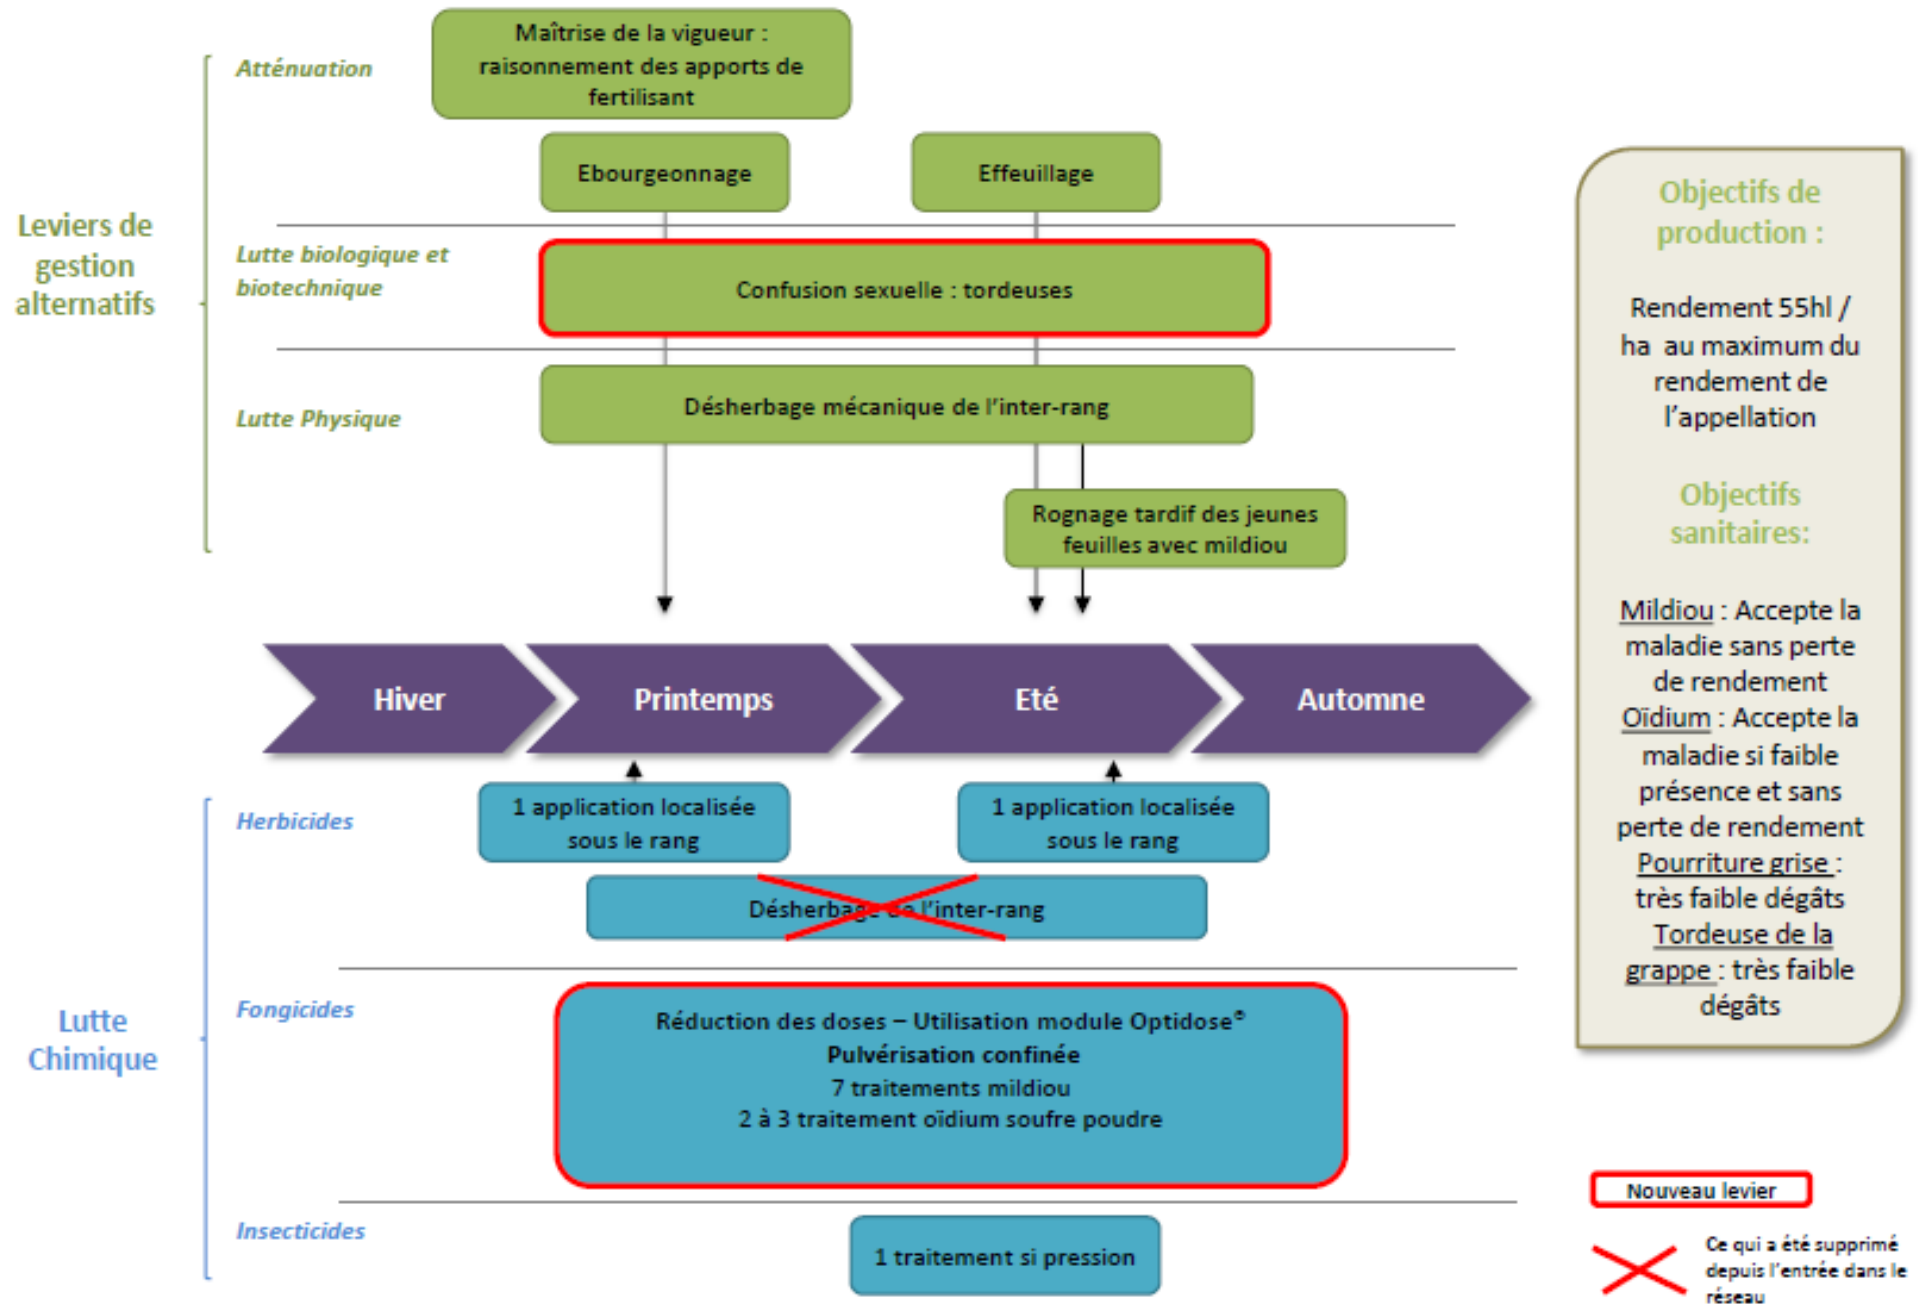 Maîtrise de la vigueur :
raisonnement des apports de
fertilisant
Atténuation
Ebourgeonnage
Effeuillage
Leviers de
gestion
alternatifs
Lutte biologique et
biotechnique
Confusion sexuelle : tordeuses
Lutte Physique
Désherbage mécanique de l'inter-rang
Rognage tardif des jeunes
feuilles avec mildiou
Hiver
Printemps
Eté
Automne
Herbicides
1 application localisée
sous le rang
1 application localisée
sous le rang
Désherbage de l'inter-rang
Lutte
Chimique
Fongicides
Réduction des doses – Utilisation module Optidose®
Pulvérisation confinée
7 traitements mildiou
2 à 3 traitement oïdium soufre poudre
Insecticides
1 traitement si pression
Objectifs de
production :
Rendement 55hl /
ha au maximum du
rendement de
l'appellation
Objectifs
sanitaires:
Mildiou : Accepte la
maladie sans perte
de rendement
Oïdium : Accepte la
maladie si faible
présence et sans
perte de rendement
Pourriture grise :
très faible dégâts
Tordeuse de la
grappe : très faible
dégâts
Nouveau levier
Ce qui a été supprimé
depuis l'entrée dans le
réseau